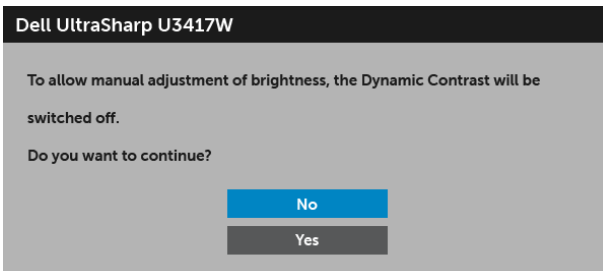 Dell UltraSharp U3417W
To allow manual adjustment of brightness, the Dynamic Contrast will be
switched off.
Do you want to continue?
No
Yes